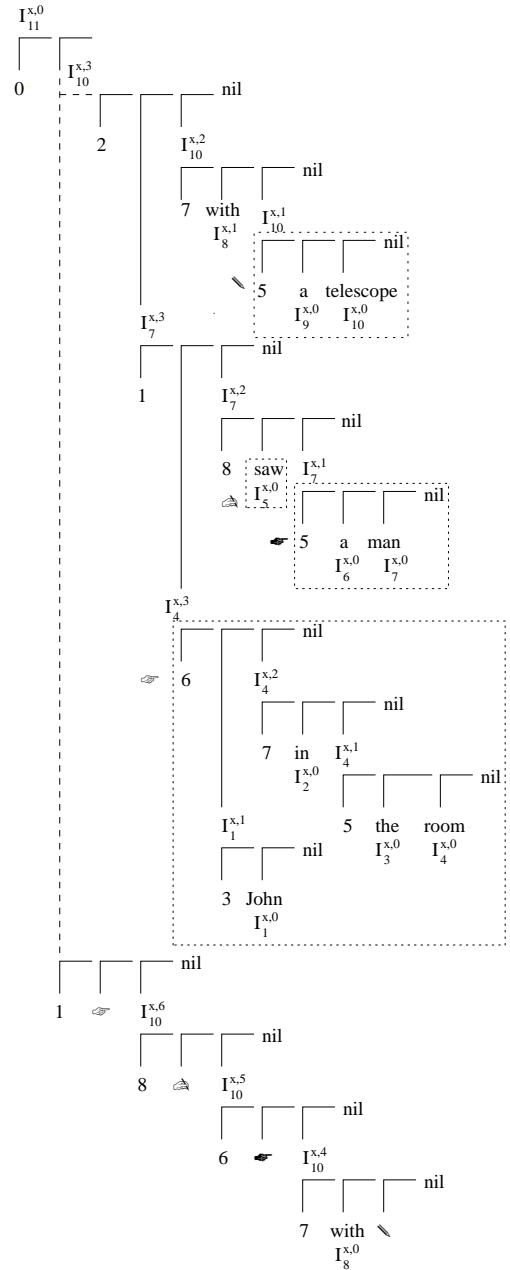 I₁₁ˣ,⁰
0 I₁₀ˣ,³
nil
2 I₁₀ˣ,²
nil
7 with I₁₀ˣ,¹
I₈ˣ,¹
nil
✎ 5 a telescope
I₉ˣ,⁰ I₁₀ˣ,⁰
I₇ˣ,³
nil
1 I₇ˣ,²
nil
8 saw I₇ˣ,¹
✍ I₅ˣ,⁰
nil
☛ 5 a man
I₆ˣ,⁰ I₇ˣ,⁰
I₄ˣ,³
nil
☞ 6 I₄ˣ,²
nil
7 in I₄ˣ,¹
I₂ˣ,⁰
nil
I₁ˣ,¹ 5 the room
I₃ˣ,⁰ I₄ˣ,⁰
nil
3 John
I₁ˣ,⁰
nil
1 ☞ I₁₀ˣ,⁶
nil
8 ✍ I₁₀ˣ,⁵
nil
6 ☛ I₁₀ˣ,⁴
nil
7 with ✎
I₈ˣ,⁰